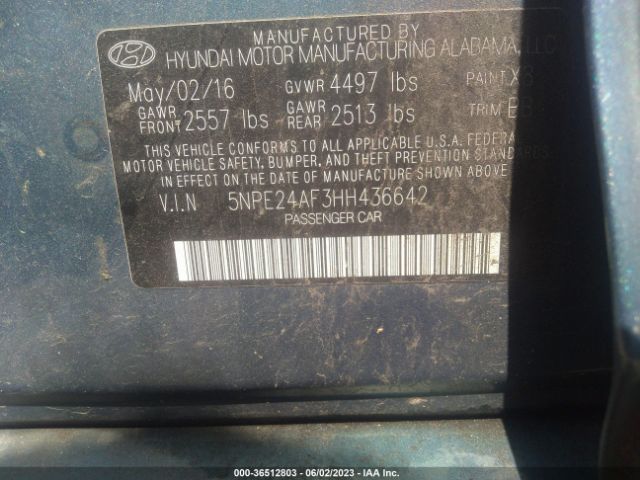 MANUFACTURED BY
HYUNDAI MOTOR MANUFACTURING ALABAMA, LLC
May/02/16 GVWR 4497 lbs PAINT X6
GAWR FRONT 2557 lbs GAWR REAR 2513 lbs TRIM
THIS VEHICLE CONFORMS TO ALL APPLICABLE U.S.A. FEDERA
MOTOR VEHICLE SAFETY, BUMPER, AND THEFT PREVENTION STANDARDS
IN EFFECT ON THE DATE OF MANUFACTURE SHOWN ABOVE
V.I.N 5NPE24AF3HH436642
PASSENGER CAR
000-36512803 - 06/02/2023 - IAA Inc.